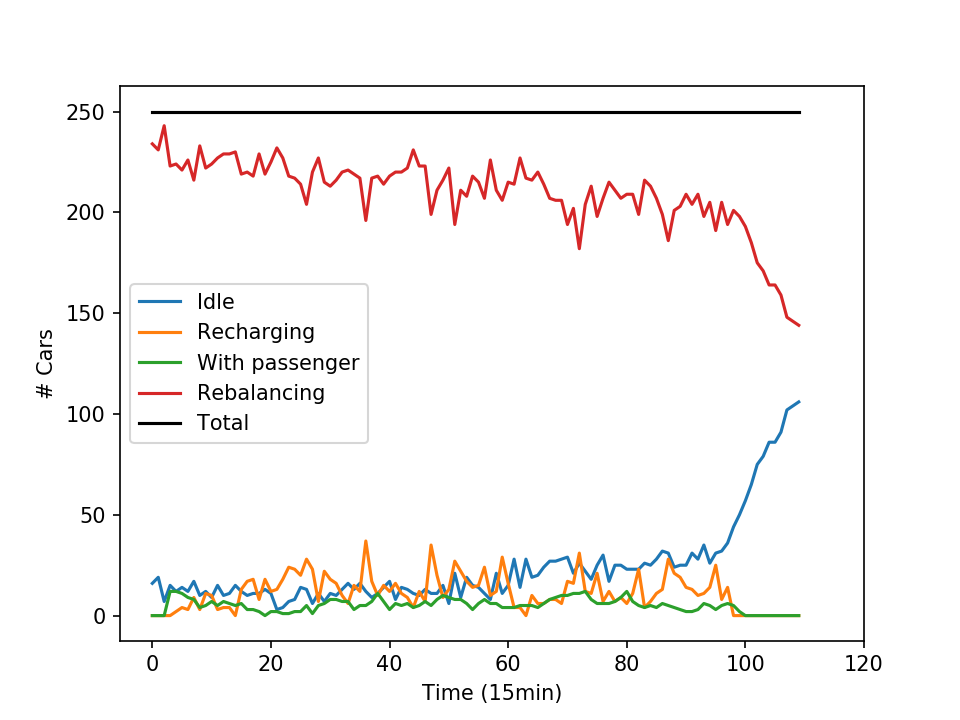 250
200
150
100
50
0
# Cars
Idle
Recharging
With passenger
Rebalancing
Total
0 20 40 60 80 100 120
Time (15min)